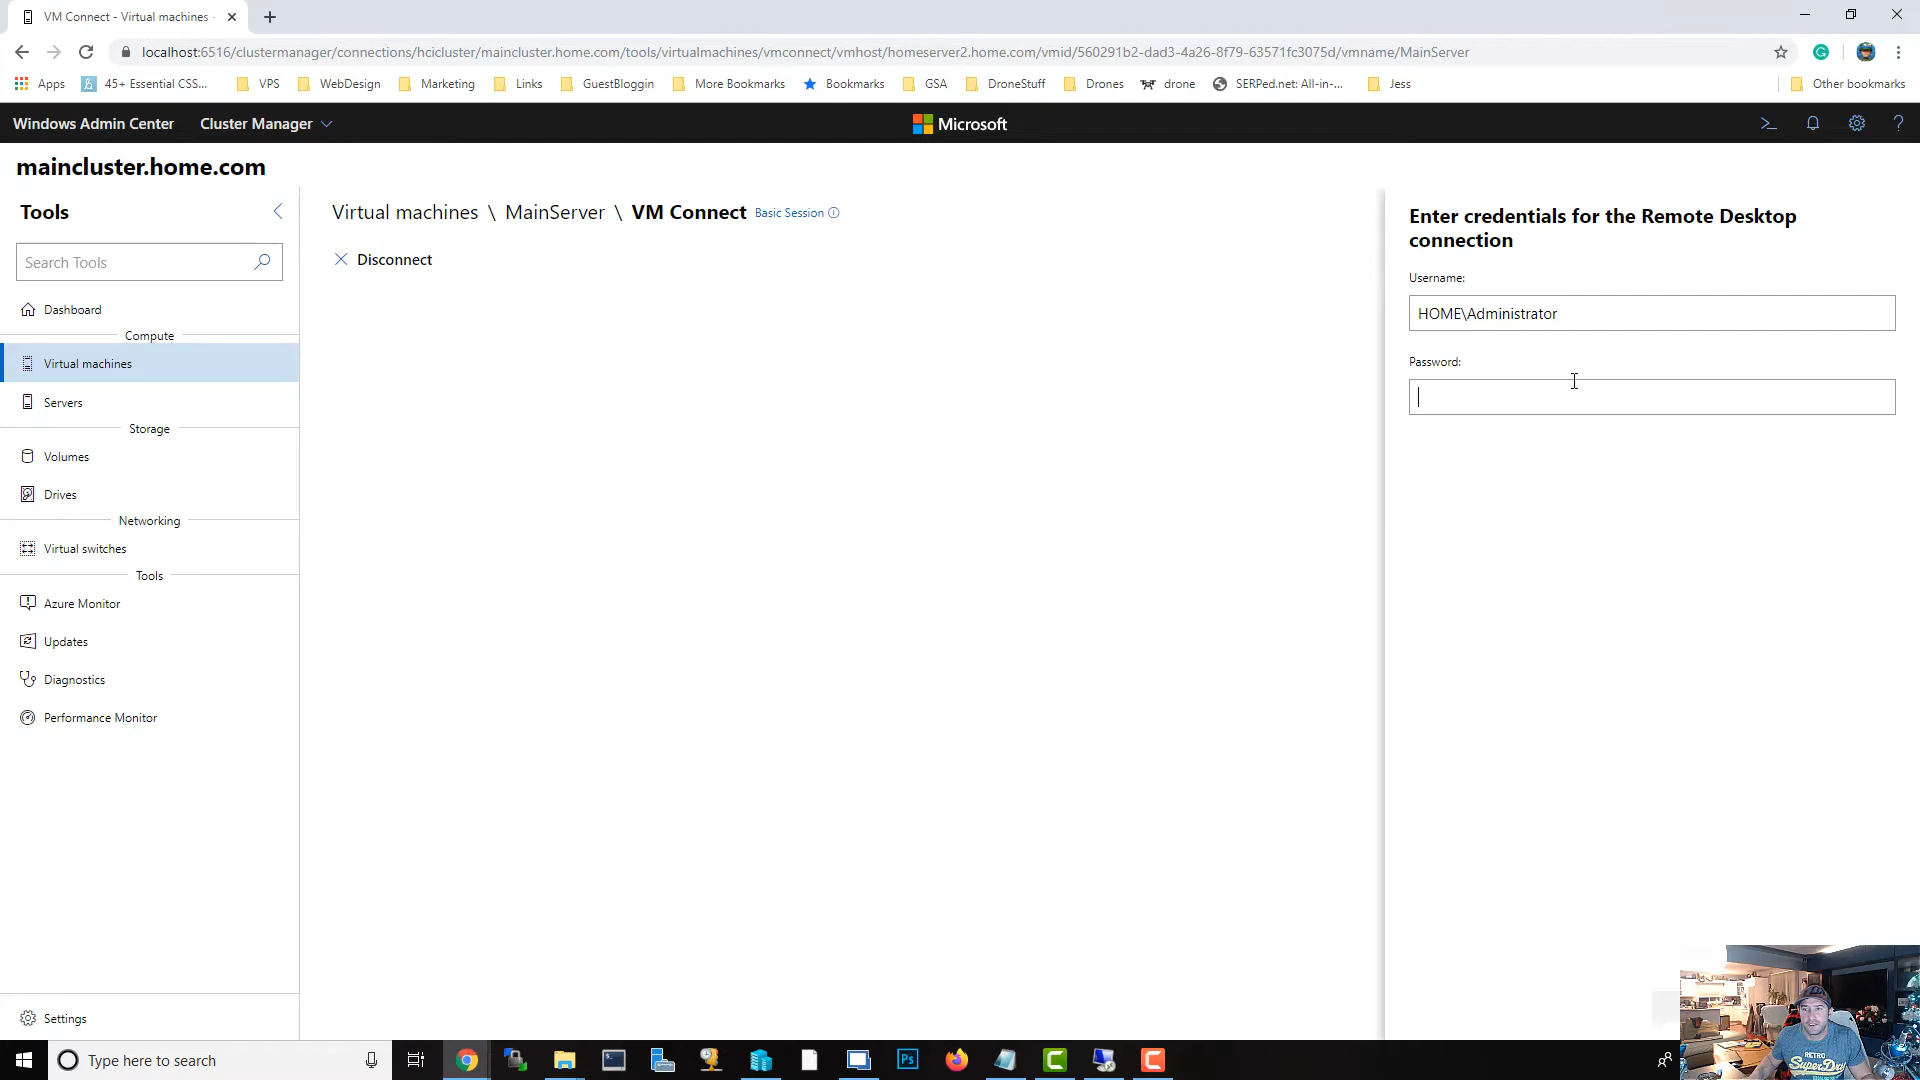 VM Connect - Virtual machines -
localhost:6516/clustermanager/connections/hcicluster/maincluster.home.com/tools/virtualmachines/vmconnect/vmhost/homeserver2.home.com/vmid/560291b2-dad3-4a26-8f79-63571fc3075d/vmname/MainServer
Apps 45+ Essential CSS... VPS WebDesign Marketing Links GuestBloggin More Bookmarks Bookmarks GSA DroneStuff Drones drone SERPed.net: All-in-... Jess Other bookmarks
Windows Admin Center Cluster Manager Microsoft
maincluster.home.com
Tools
Search Tools
Dashboard
Compute
Virtual machines
Servers
Storage
Volumes
Drives
Networking
Virtual switches
Tools
Azure Monitor
Updates
Diagnostics
Performance Monitor
Settings
Virtual machines \ MainServer \ VM Connect Basic Session
Disconnect
Enter credentials for the Remote Desktop
connection
Username:
HOME\Administrator
Password:
Type here to search
Ps
RETRO
SuperDry